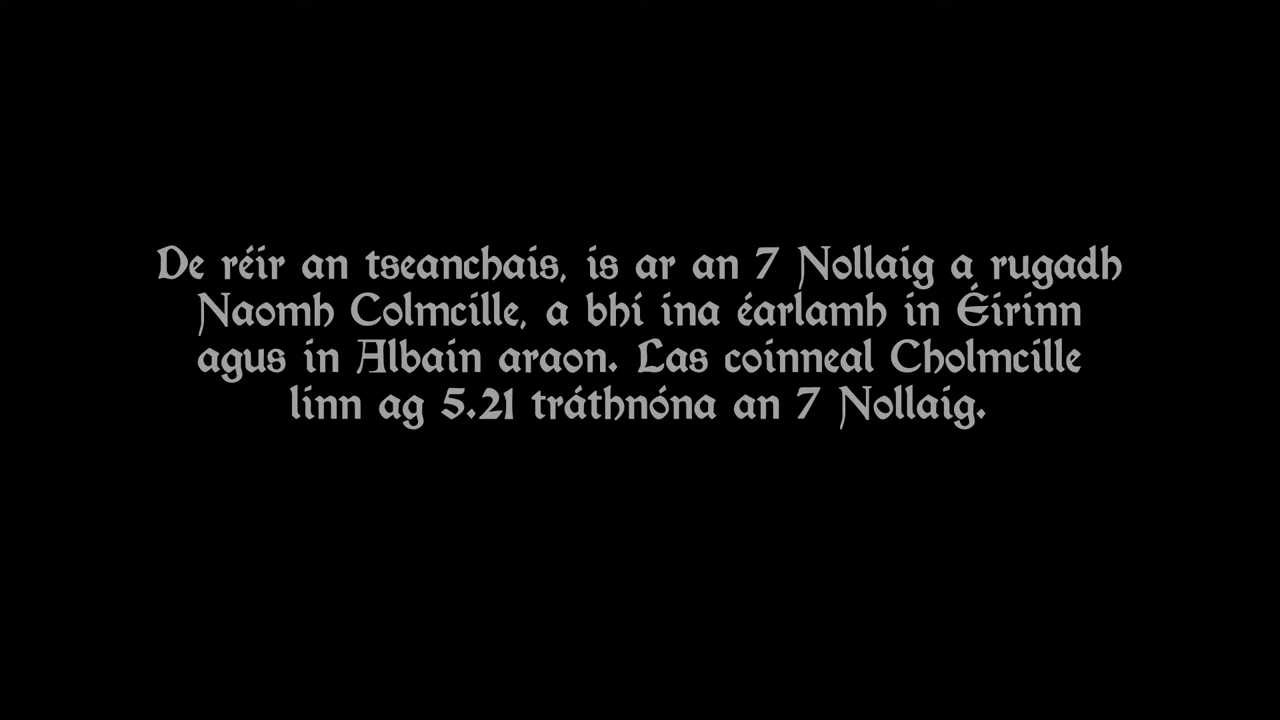 De réir an tseanchais, is ar an 7 Nollaig a rugadh
Naomh Colmcille, a bhí ina éarlamh in Éirinn
agus in Albain araon. Las coinneal Cholmcille
linn ag 5.21 tráthnóna an 7 Nollaig.